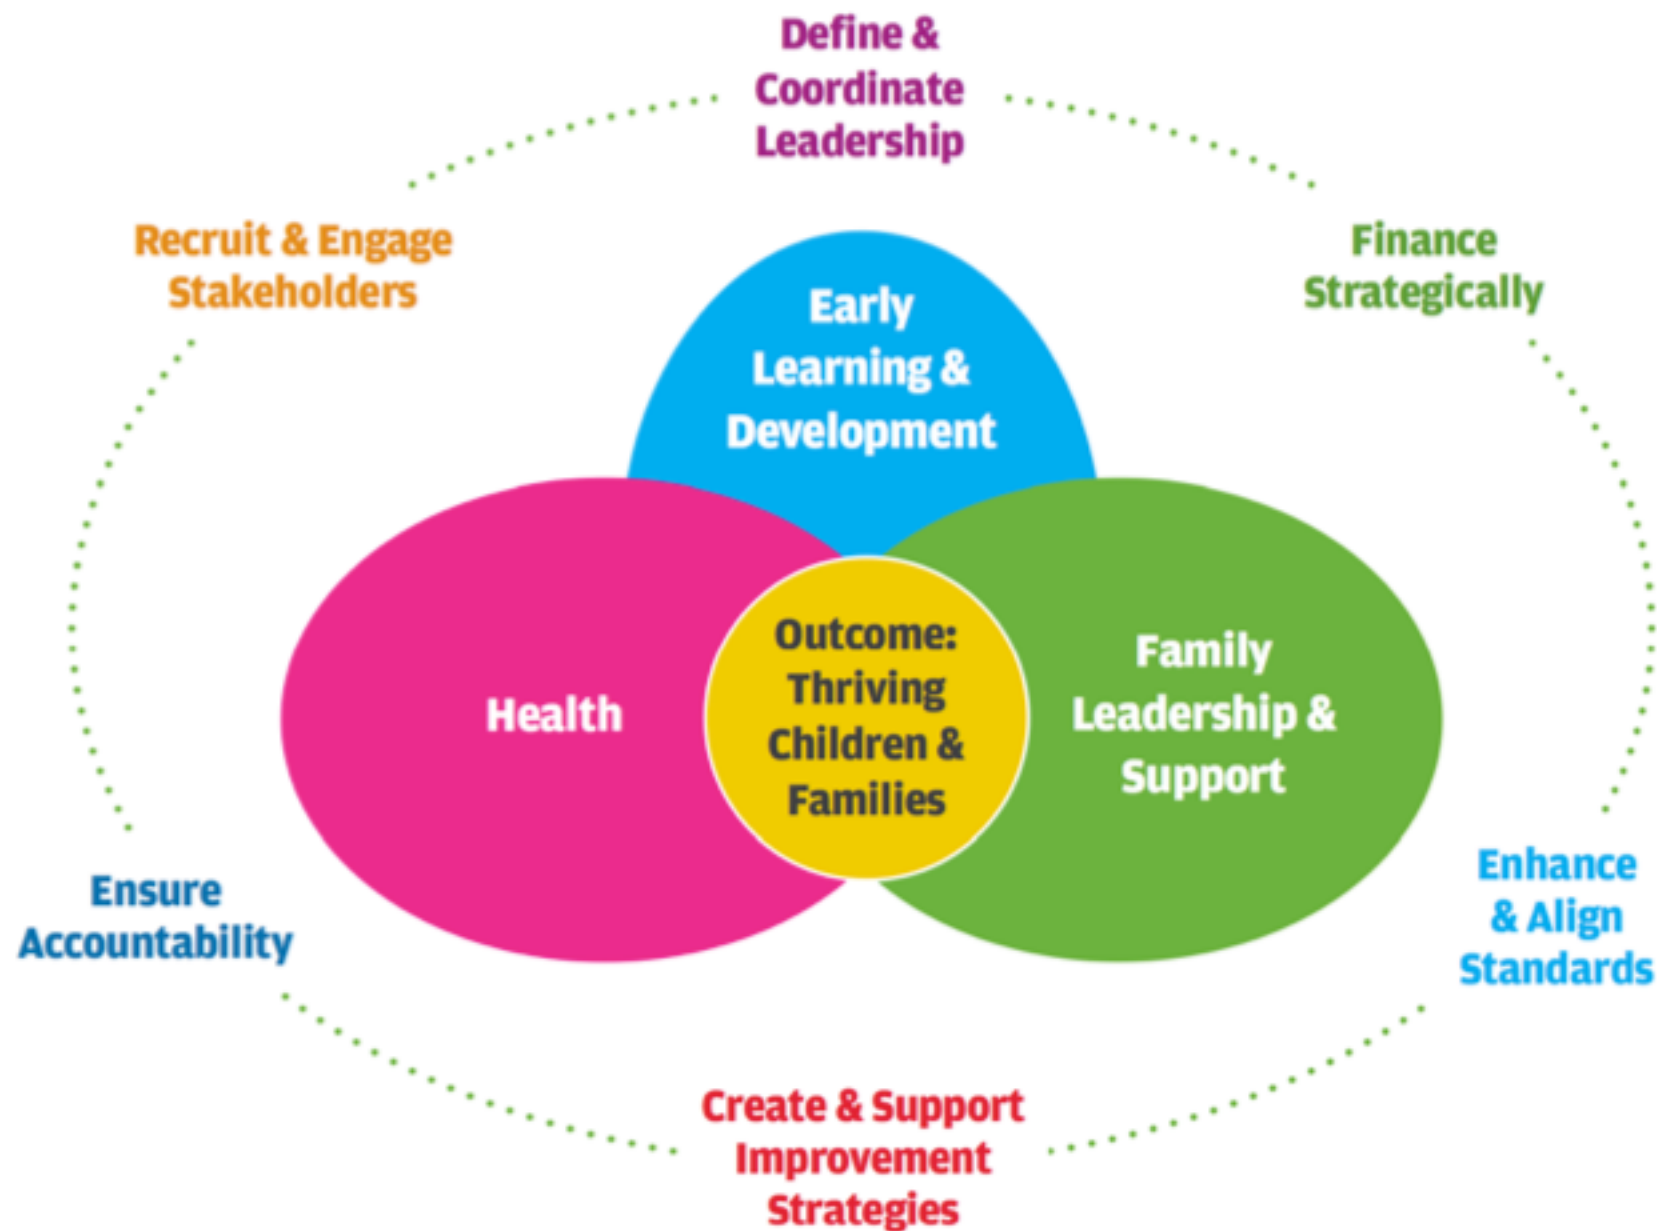 Define &
Coordinate
Leadership
Recruit & Engage
Stakeholders
Finance
Strategically
Early
Learning &
Development
Health
Outcome:
Thriving
Children &
Families
Family
Leadership &
Support
Ensure
Accountability
Enhance
& Align
Standards
Create & Support
Improvement
Strategies